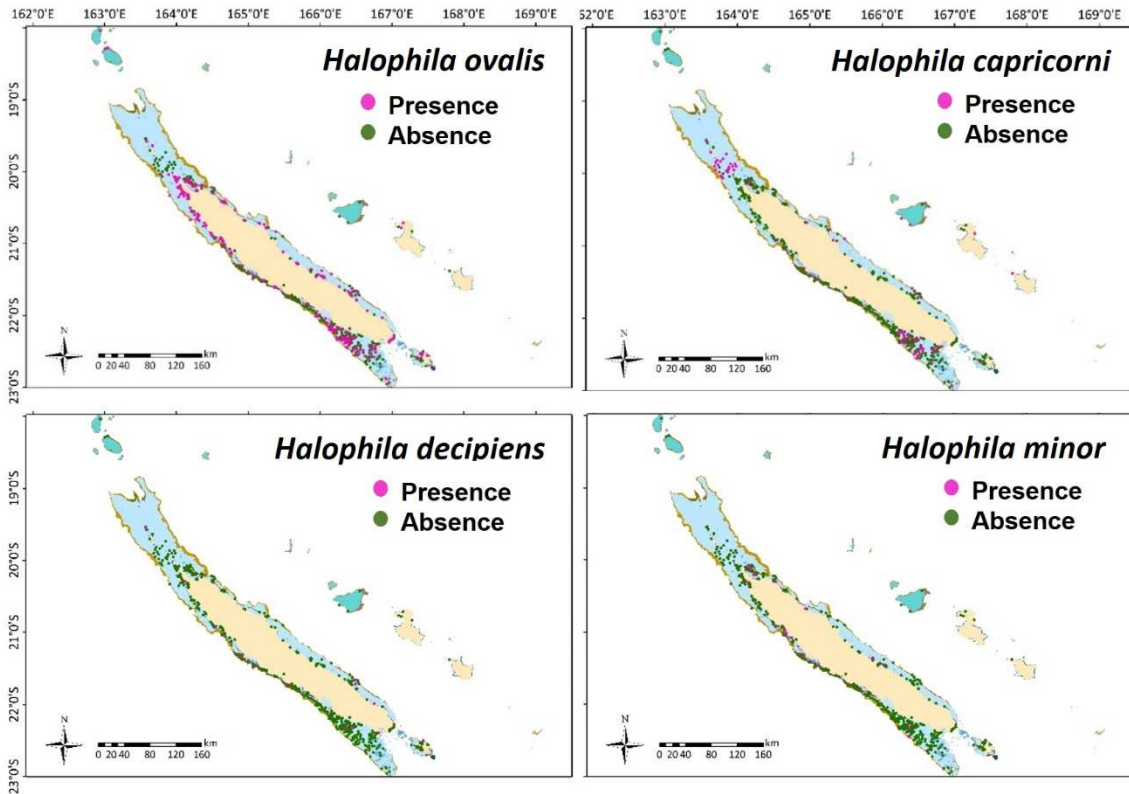 162°0'E 163°0'E 164°0'E 165°0'E 166°0'E 167°0'E 168°0'E 169°0'E
52°0'E 163°0'E 164°0'E 165°0'E 166°0'E 167°0'E 168°0'E 169°0'E
Halophila ovalis
Presence
Absence
19°0'S
20°0'S
21°0'S
22°0'S
23°0'S
N
0 20 40 80 120 160 km
Halophila capricorni
Presence
Absence
N
0 20 40 80 120 160 km
Halophila decipiens
Presence
Absence
19°0'S
20°0'S
21°0'S
22°0'S
23°0'S
N
0 20 40 80 120 160 km
Halophila minor
Presence
Absence
N
0 20 40 80 120 160 km